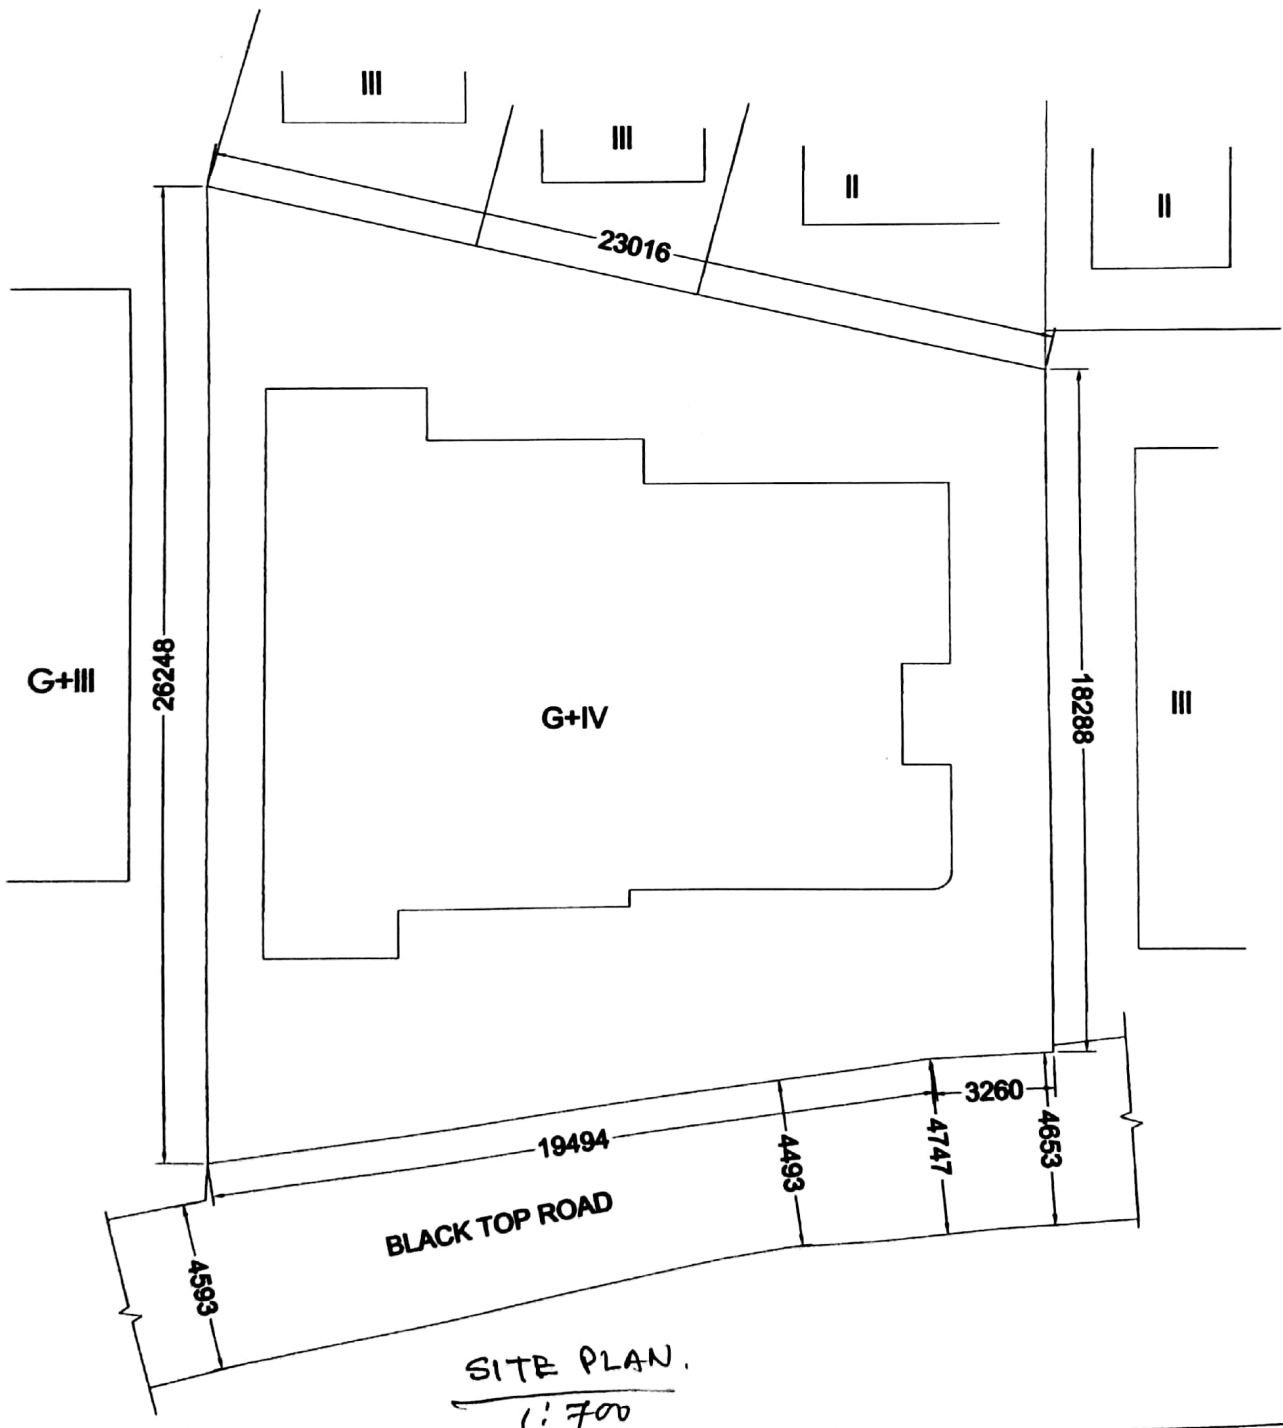 III
III
II
II
23016
26248
G+III
G+IV
18288
III
3260
19494
4493
4747
4653
BLACK TOP ROAD
4593
SITE PLAN.
1:700